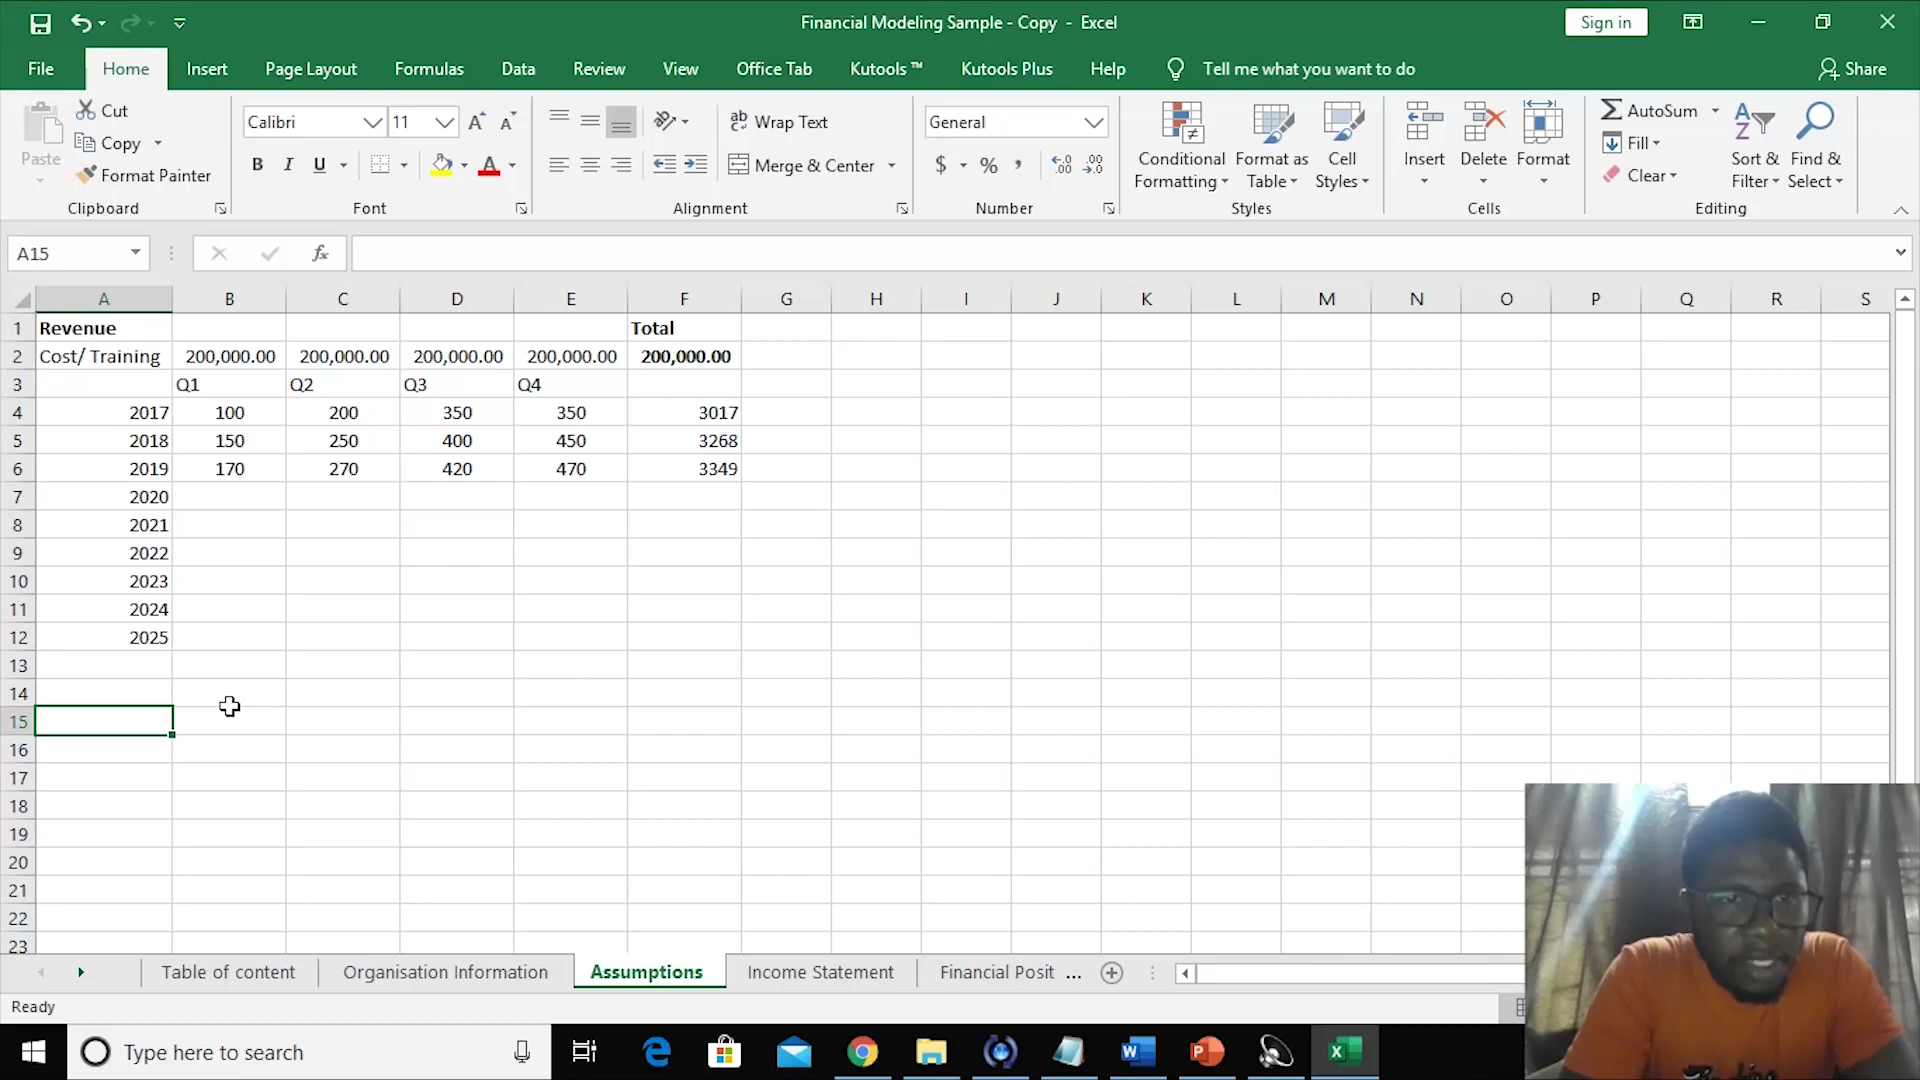 Financial Modeling Sample - Copy - Excel
Sign in
File Home Insert Page Layout Formulas Data Review View Office Tab Kutools ™ Kutools Plus Help Tell me what you want to do Share
Paste
Cut
Copy
Format Painter
Clipboard
Calibri 11
B I U
Font
Wrap Text
Merge & Center
Alignment
General
$ % ,
Number
Conditional Formatting
Format as Table
Cell Styles
Styles
Insert Delete Format
Cells
AutoSum
Fill
Clear
Sort & Filter
Find & Select
Editing
A15 fx
A B C D E F G H I J K L M N O P Q R S
1 Revenue Total
2 Cost/ Training 200,000.00 200,000.00 200,000.00 200,000.00 200,000.00
3 Q1 Q2 Q3 Q4
4 2017 100 200 350 350 3017
5 2018 150 250 400 450 3268
6 2019 170 270 420 470 3349
7 2020
8 2021
9 2022
10 2023
11 2024
12 2025
13
14
15
16
17
18
19
20
21
22
23
Table of content Organisation Information Assumptions Income Statement Financial Posit ...
Ready
Type here to search